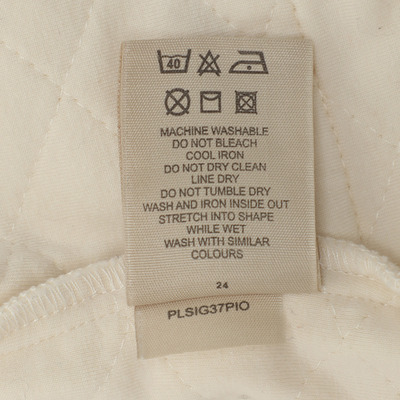 40
MACHINE WASHABLE
DO NOT BLEACH
COOL IRON
DO NOT DRY CLEAN
LINE DRY
DO NOT TUMBLE DRY
WASH AND IRON INSIDE OUT
STRETCH INTO SHAPE
WHILE WET
WASH WITH SIMILAR
COLOURS
24
PLSIG37PIO